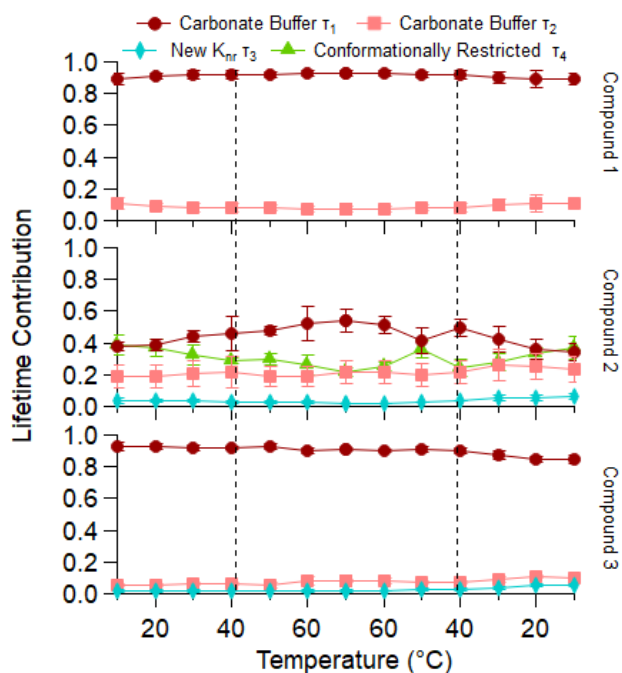 Carbonate Buffer τ1 Carbonate Buffer τ2
New Knr τ3 Conformationally Restricted τ4
1.0
0.8
0.6
0.4
0.2
0.0
Compound 1
1.0
0.8
0.6
0.4
0.2
0.0
Compound 2
1.0
0.8
0.6
0.4
0.2
0.0
Compound 3
Lifetime Contribution
20 40 60 60 40 20
Temperature (°C)